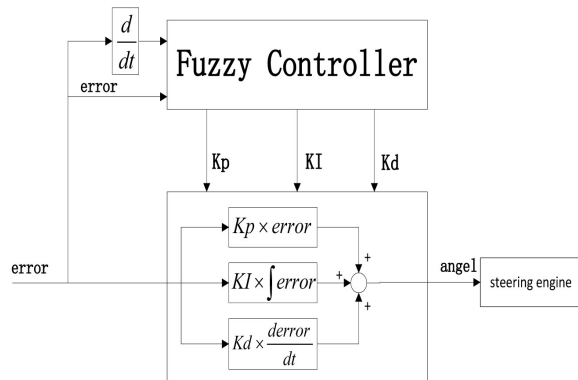 d
dt
Fuzzy Controller
error
Kp
KI
Kd
Kp × error
error
KI × ∫ error
angel
steering engine
Kd × derror
dt
+
+
+